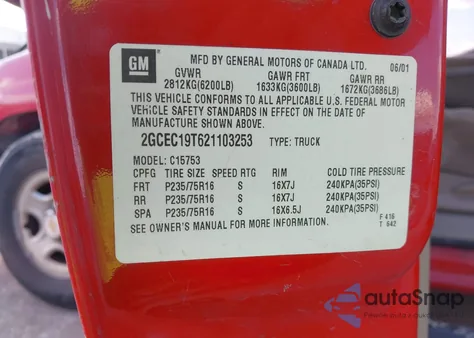 GM
MFD BY GENERAL MOTORS OF CANADA LTD. 06/01
GVWR GAWR FRT GAWR RR
2812KG(6200LB) 1633KG(3600LB) 1672KG(3686LB)
THIS VEHICLE CONFORMS TO ALL APPLICABLE U.S. FEDERAL MOTOR
VEHICLE SAFETY STANDARDS IN EFFECT ON THE DATE OF
MANUFACTURE SHOWN ABOVE.
2GCEC19T621103253 TYPE: TRUCK
MODEL: C15753
CPFG TIRE SIZE SPEED RTG RIM COLD TIRE PRESSURE
FRT P235/75R16 S 16X7J 240KPA(35PSI)
RR P235/75R16 S 16X7J 240KPA(35PSI)
SPA P235/75R16 S 16X6.5J 240KPA(35PSI)
SEE OWNER'S MANUAL FOR MORE INFORMATION.
F 416
T 642
autoSnap
Pewne auto z USA